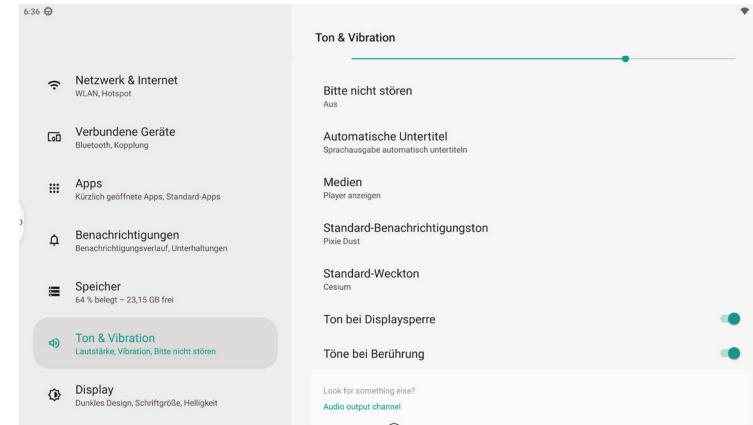 6:36
Ton & Vibration
Netzwerk & Internet
WLAN, Hotspot
Verbundene Geräte
Bluetooth, Kopplung
Apps
Kürzlich geöffnete Apps, Standard-Apps
Benachrichtigungen
Benachrichtigungsverlauf, Unterhaltungen
Speicher
64 % belegt – 23,15 GB frei
Ton & Vibration
Lautstärke, Vibration, Bitte nicht stören
Display
Dunkles Design, Schriftgröße, Helligkeit
Bitte nicht stören
Aus
Automatische Untertitel
Sprachausgabe automatisch untertiteln
Medien
Player anzeigen
Standard-Benachrichtigungston
Pixie Dust
Standard-Weckton
Cesium
Ton bei Displaysperre
Töne bei Berührung
Look for something else?
Audio output channel